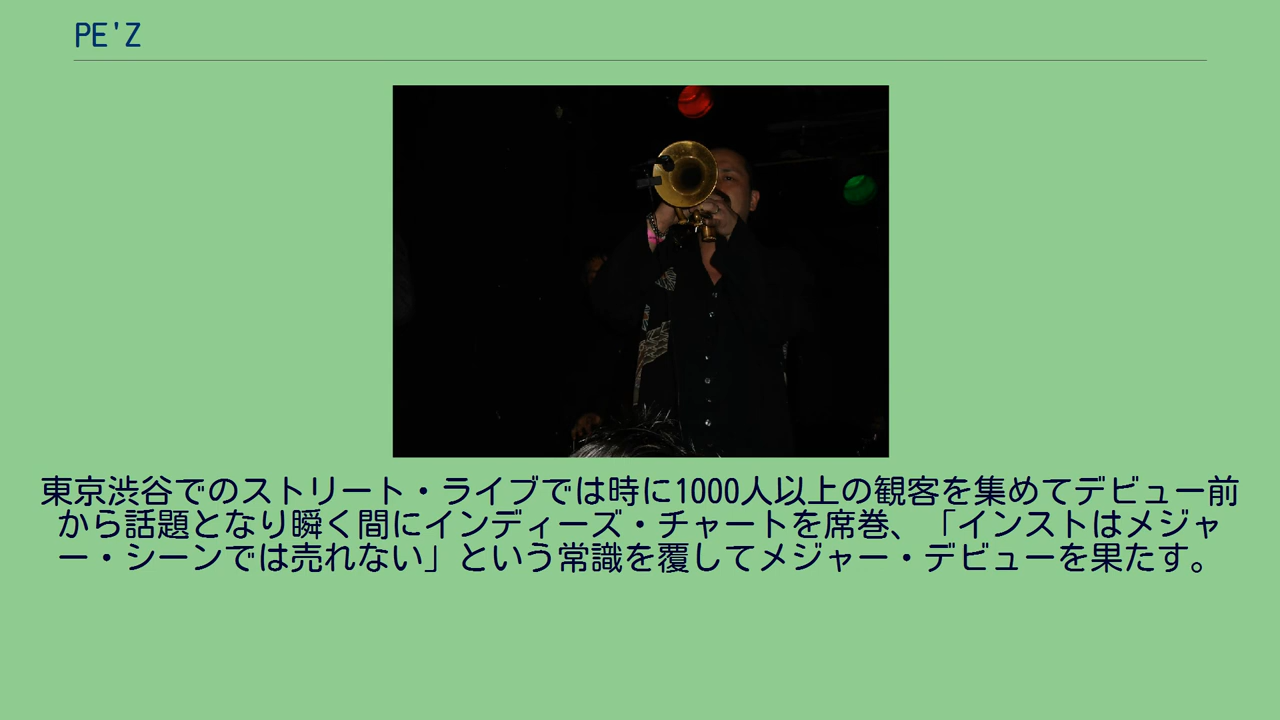 PE'Z
東京渋谷でのストリート・ライブでは時に1000人以上の観客を集めてデビュー前
から話題となり瞬く間にインディーズ・チャートを席巻、「インストはメジャ
ー・シーンでは売れない」という常識を覆してメジャー・デビューを果たす。